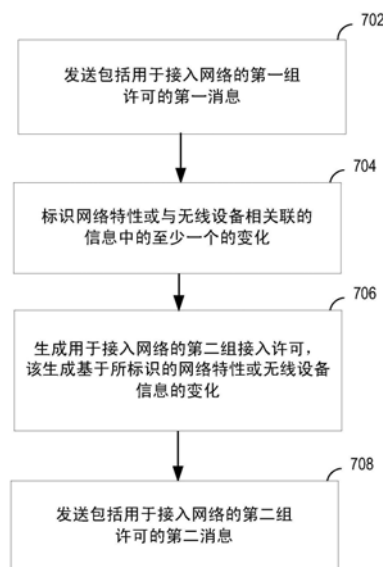 702
发送包括用于接入网络的第一组
许可的第一消息
704
标识网络特性或与无线设备相关联的
信息中的至少一个的变化
706
生成用于接入网络的第二组接入许可，
该生成基于所标识的网络特性或无线设备
信息的变化
708
发送包括用于接入网络的第二组
许可的第二消息